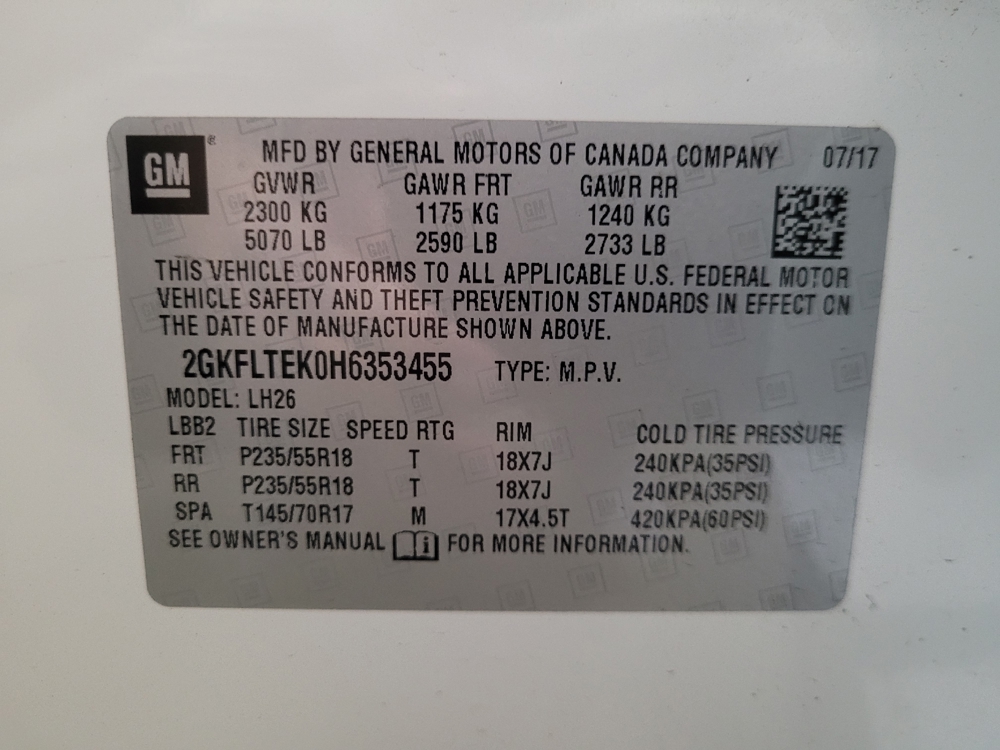 GM ® MFD BY GENERAL MOTORS OF CANADA COMPANY 07/17
GVWR GAWR FRT GAWR RR
2300 KG 1175 KG 1240 KG
5070 LB 2590 LB 2733 LB
THIS VEHICLE CONFORMS TO ALL APPLICABLE U.S. FEDERAL MOTOR
VEHICLE SAFETY AND THEFT PREVENTION STANDARDS IN EFFECT ON
THE DATE OF MANUFACTURE SHOWN ABOVE.
2GKFLTEK0H6353455 TYPE: M.P.V.
MODEL: LH26
LBB2 TIRE SIZE SPEED RTG RIM COLD TIRE PRESSURE
FRT P235/55R18 T 18X7J 240KPA(35PSI)
RR P235/55R18 T 18X7J 240KPA(35PSI)
SPA T145/70R17 M 17X4.5T 420KPA(60PSI)
SEE OWNER'S MANUAL i FOR MORE INFORMATION.